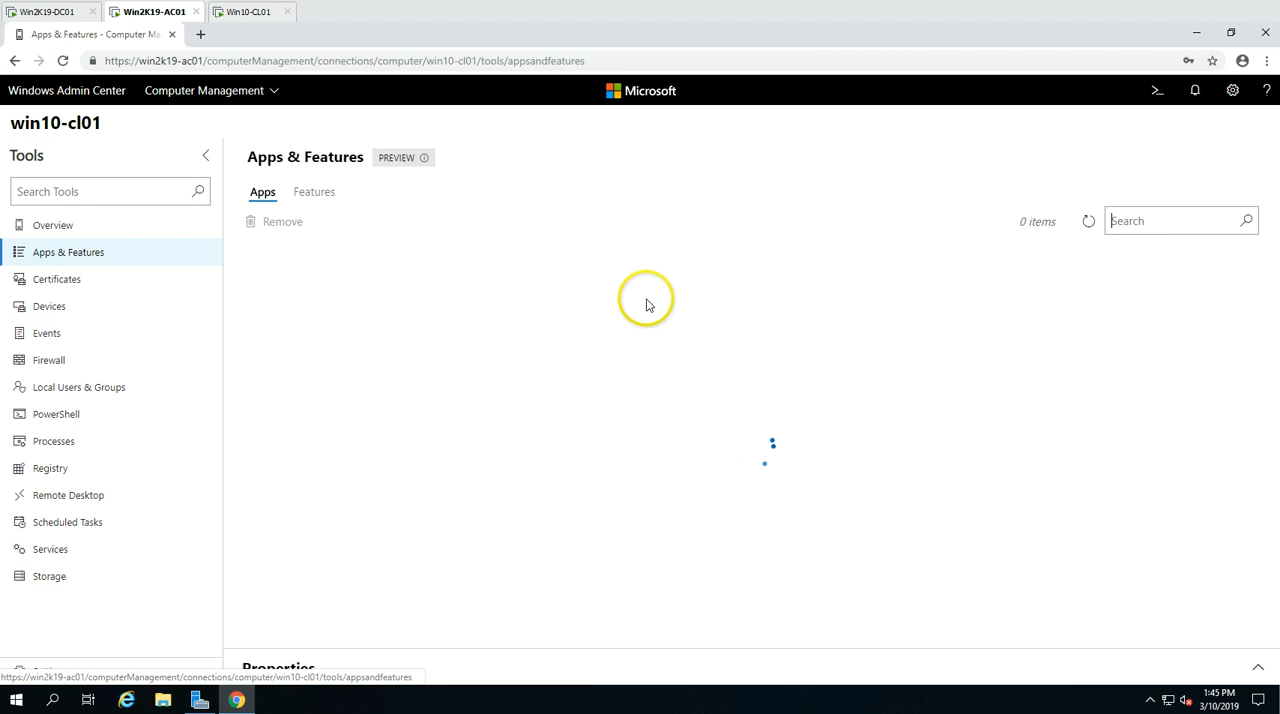 Win2K19-DC01
Win2K19-AC01
Win10-CL01
Apps & Features - Computer Ma
https://win2k19-ac01/computerManagement/connections/computer/win10-cl01/tools/appsandfeatures
Windows Admin Center
Computer Management
Microsoft
win10-cl01
Tools
Search Tools
Overview
Apps & Features
Certificates
Devices
Events
Firewall
Local Users & Groups
PowerShell
Processes
Registry
Remote Desktop
Scheduled Tasks
Services
Storage
Apps & Features PREVIEW
Apps Features
Remove
0 items
Search
Properties
https://win2k19-ac01/computerManagement/connections/computer/win10-cl01/tools/appsandfeatures
1:45 PM
3/10/2019